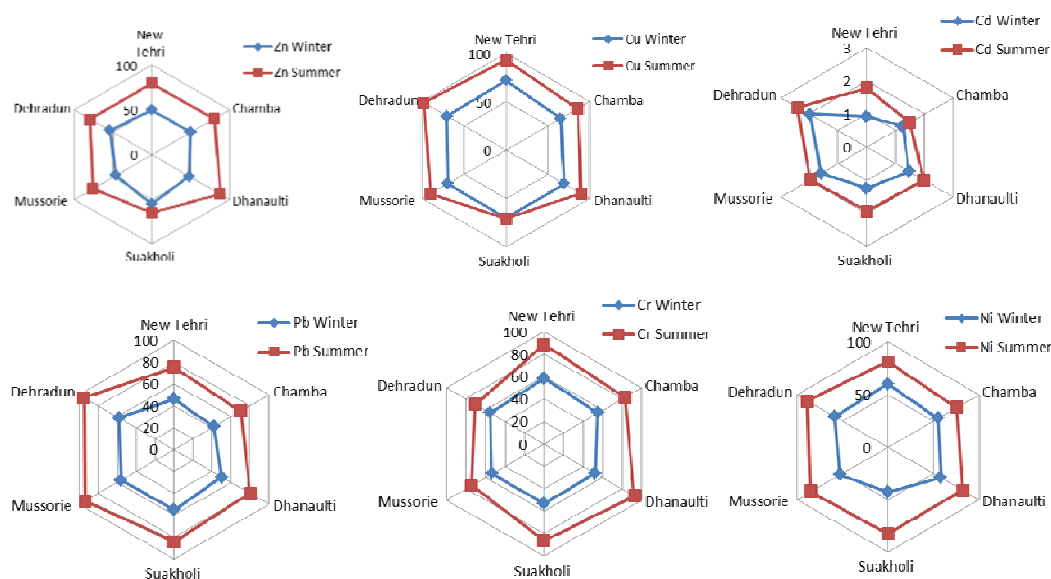 New
Tehri
Zn Winter
Zn Summer
100
50
0
Chamba
Dhanaulti
Suakholi
Mussorie
Dehradun
New Tehri
Cu Winter
Cu Summer
100
50
0
Chamba
Dhanaulti
Suakholi
Mussorie
Dehradun
New Tehri
Cd Winter
Cd Summer
3
2
1
0
Chamba
Dhanaulti
Suakholi
Mussorie
Dehradun
New Tehri
Pb Winter
Pb Summer
100
80
60
40
20
0
Chamba
Dhanaulti
Suakholi
Mussorie
Dehradun
New Tehri
Cr Winter
Cr Summer
100
80
60
40
20
0
Chamba
Dhanaulti
Suakholi
Mussorie
Dehradun
New Tehri
Ni Winter
Ni Summer
100
50
0
Chamba
Dhanaulti
Suakholi
Mussorie
Dehradun